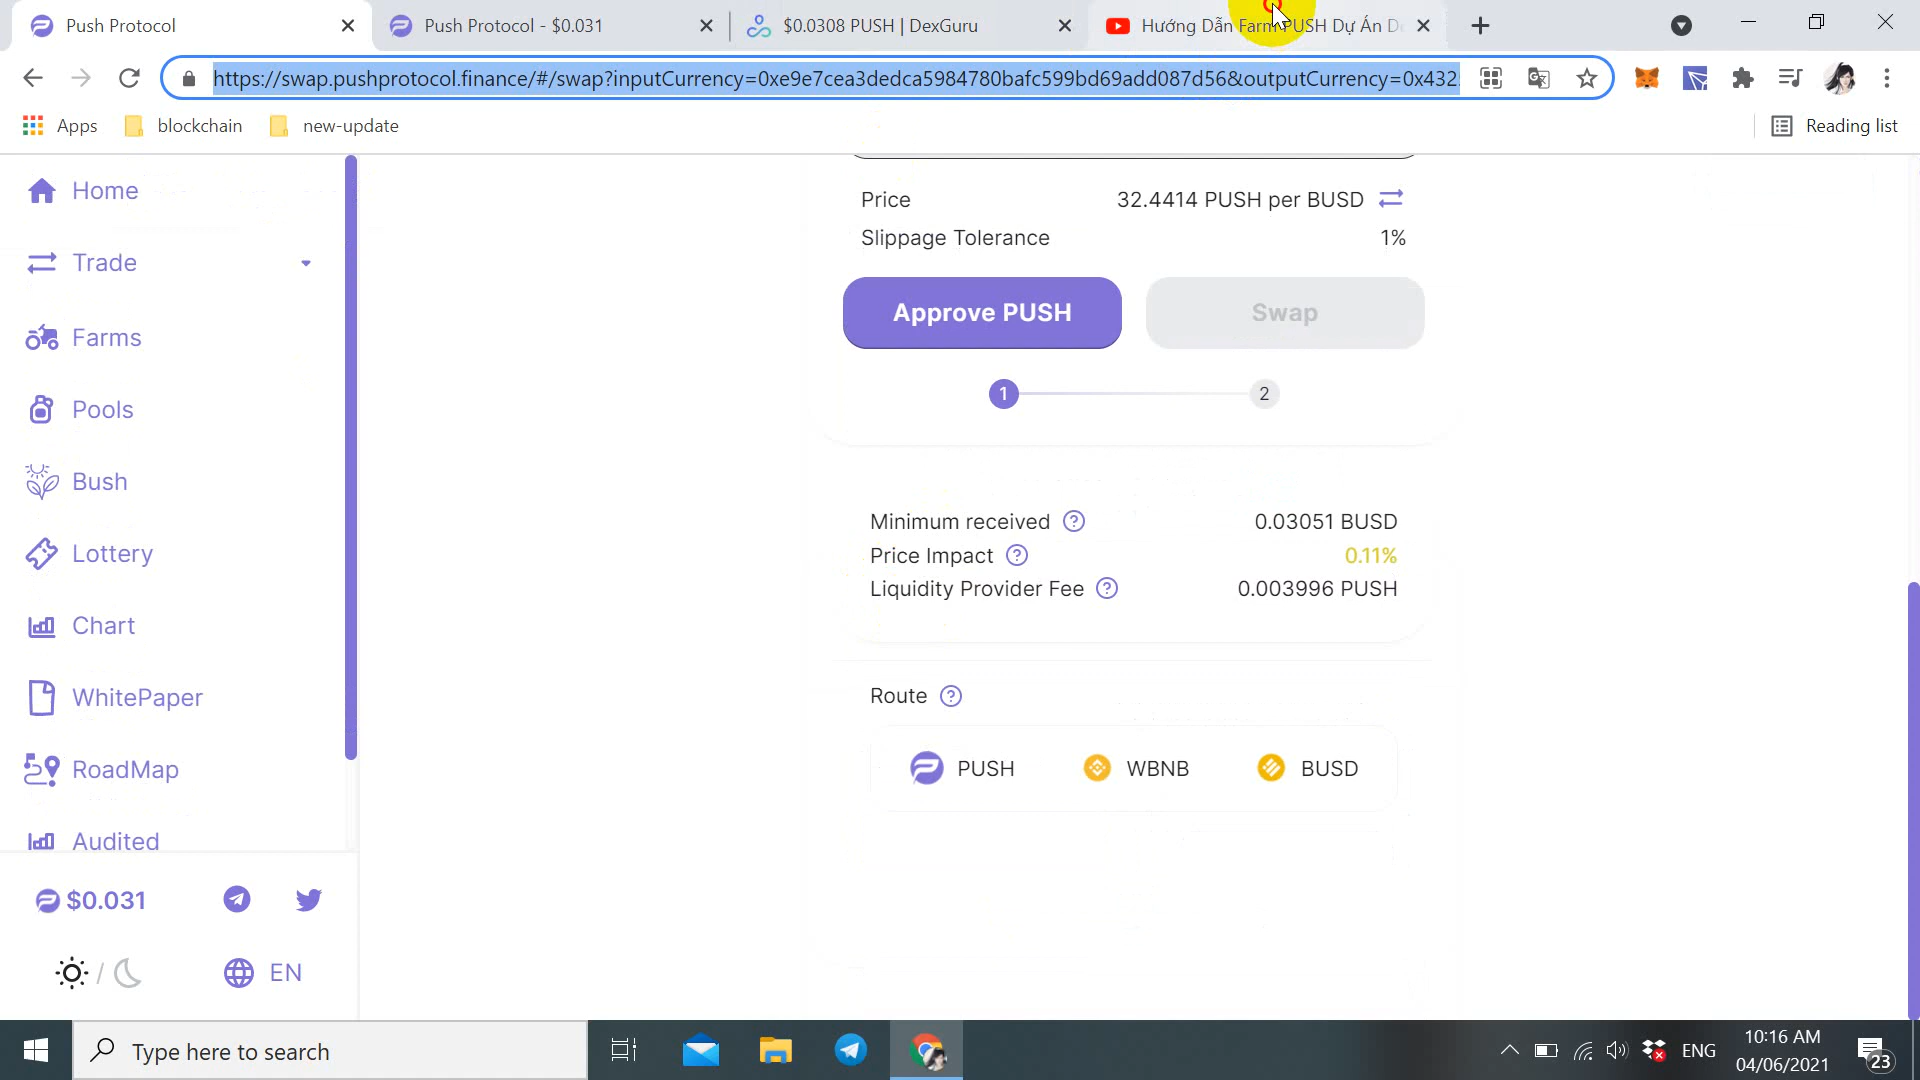 Push Protocol
Push Protocol - $0.031
$0.0308 PUSH | DexGuru
Hướng Dẫn Farm PUSH Dự Án De
https://swap.pushprotocol.finance/#/swap?inputCurrency=0xe9e7cea3dedca5984780bafc599bd69add087d56&outputCurrency=0x432
Apps
blockchain
new-update
Reading list
Home
Trade
Farms
Pools
Bush
Lottery
Chart
WhitePaper
RoadMap
Audited
$0.031
/
EN
Price
32.4414 PUSH per BUSD
Slippage Tolerance
1%
Approve PUSH
Swap
1
2
Minimum received ?
0.03051 BUSD
Price Impact ?
0.11%
Liquidity Provider Fee ?
0.003996 PUSH
Route ?
PUSH
WBNB
BUSD
Type here to search
ENG
10:16 AM
04/06/2021
23